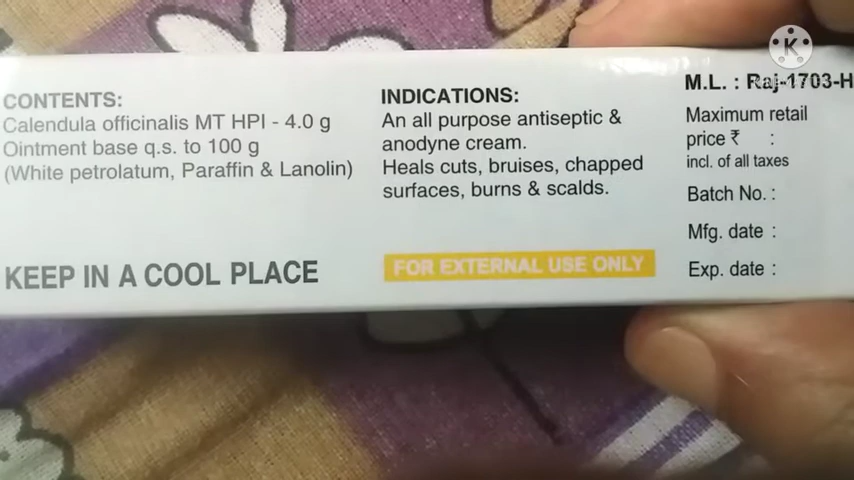 CONTENTS:
Calendula officinalis MT HPI - 4.0 g
Ointment base q.s. to 100 g
(White petrolatum, Paraffin & Lanolin)
KEEP IN A COOL PLACE
INDICATIONS:
An all purpose antiseptic &
anodyne cream.
Heals cuts, bruises, chapped
surfaces, burns & scalds.
FOR EXTERNAL USE ONLY
M.L. : Raj-1703-H
Maximum retail
price ₹ :
incl. of all taxes
Batch No. :
Mfg. date :
Exp. date :
K